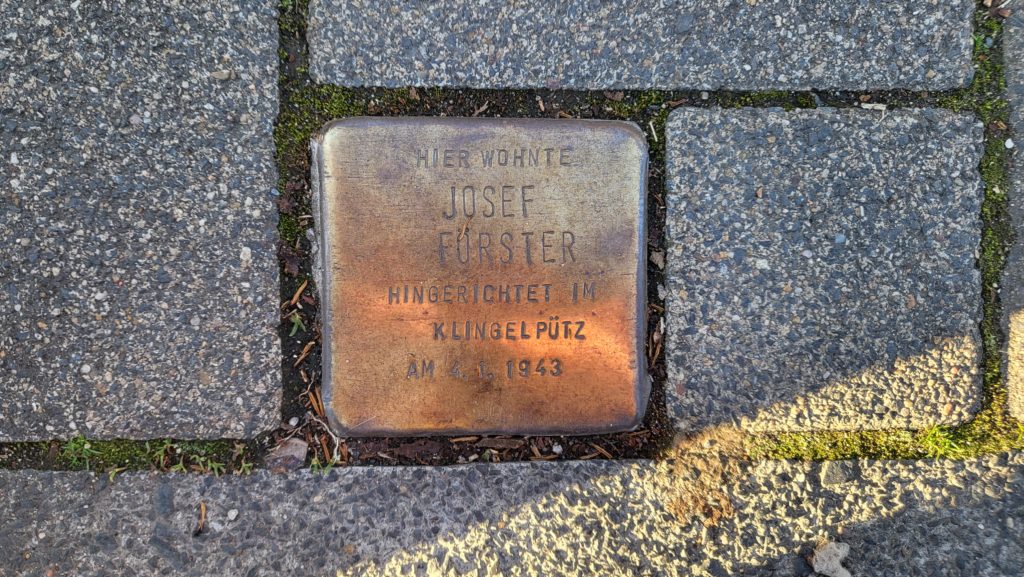 HIER WOHNTE
JOSEF
FÖRSTER
HINGERICHTET IM
KLINGELPÜTZ
AM 4.1.1943